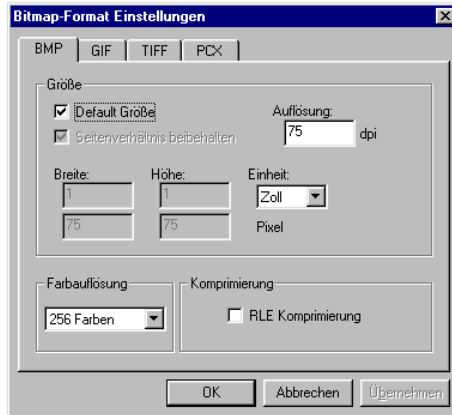 Bitmap-Format Einstellungen
BMP GIF TIFF PCX
Größe
Default Größe
Auflösung:
Seitenverhältnis beibehalten
75 dpi
Breite: Höhe: Einheit:
1 1 Zoll
75 75 Pixel
Farbauflösung Komprimierung
256 Farben RLE Komprimierung
OK Abbrechen Übernehmen